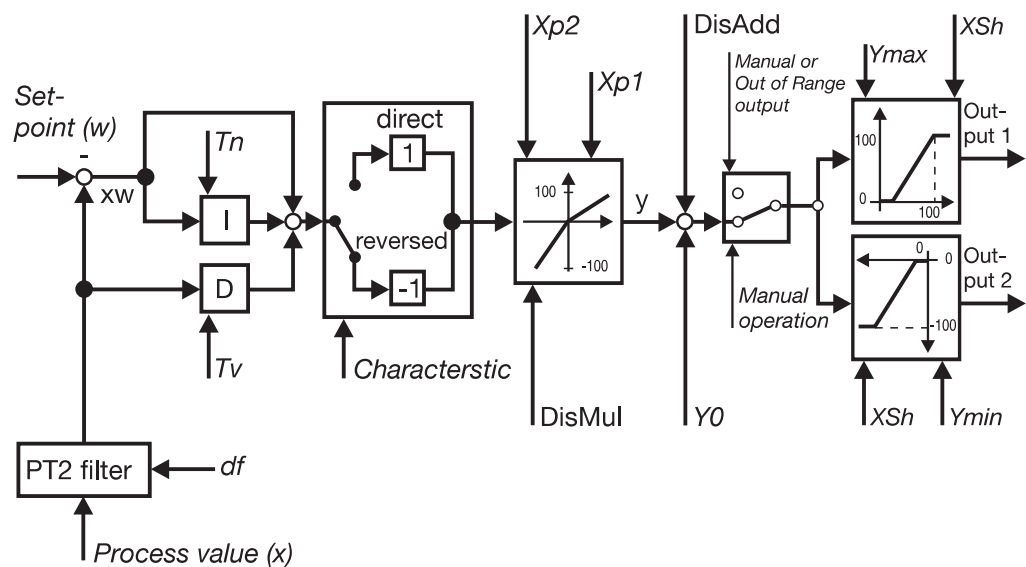 Xp2
DisAdd
XSh
Manual or
Out of Range
output
Ymax
Xp1
Set-
point (w)
-
xw
Tn
I
D
Tv
direct
1
reversed
-1
Characterstic
100
-100
y
DisMul
Y0
Manual
operation
100
0
100
Out-
put 1
0
0
-100
Out-
put 2
XSh
Ymin
PT2 filter
df
Process value (x)